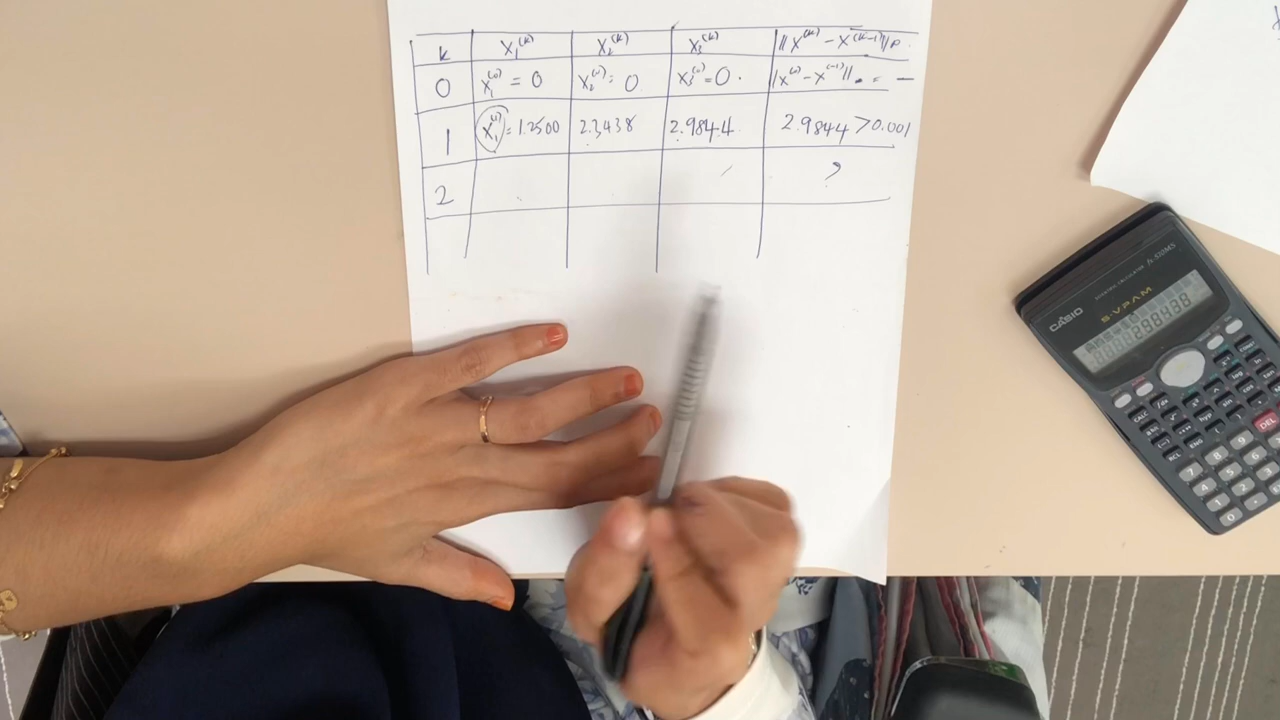 k x₁⁽ᵏ⁾ x₂⁽ᵏ⁾ x₃⁽ᵏ⁾ ||x⁽ᵏ⁾ - x⁽ᵏ⁻¹⁾||
0 x₁⁽⁰⁾ = 0 x₂⁽⁰⁾ = 0 x₃⁽⁰⁾ = 0. ||x⁽⁰⁾ - x⁽⁻¹⁾|| = —
1 x₁⁽¹⁾ = 1.2500 2.3438 2.9844 2.9844 > 0.001
2 ?
CASIO
S-V.P.A.M.